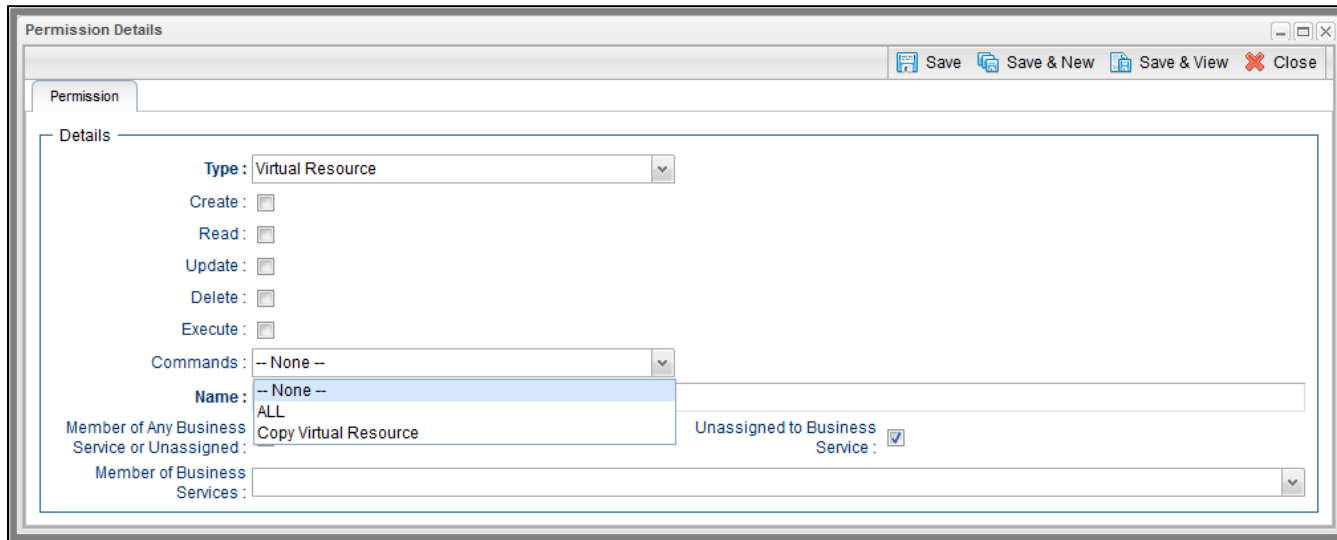 Permission Details
Save Save & New Save & View Close
Permission
Details
Type : Virtual Resource
Create :
Read :
Update :
Delete :
Execute :
Commands : -- None --
Name :
-- None --
ALL
Copy Virtual Resource
Member of Any Business
Service or Unassigned :
Unassigned to Business
Service :
Member of Business
Services :